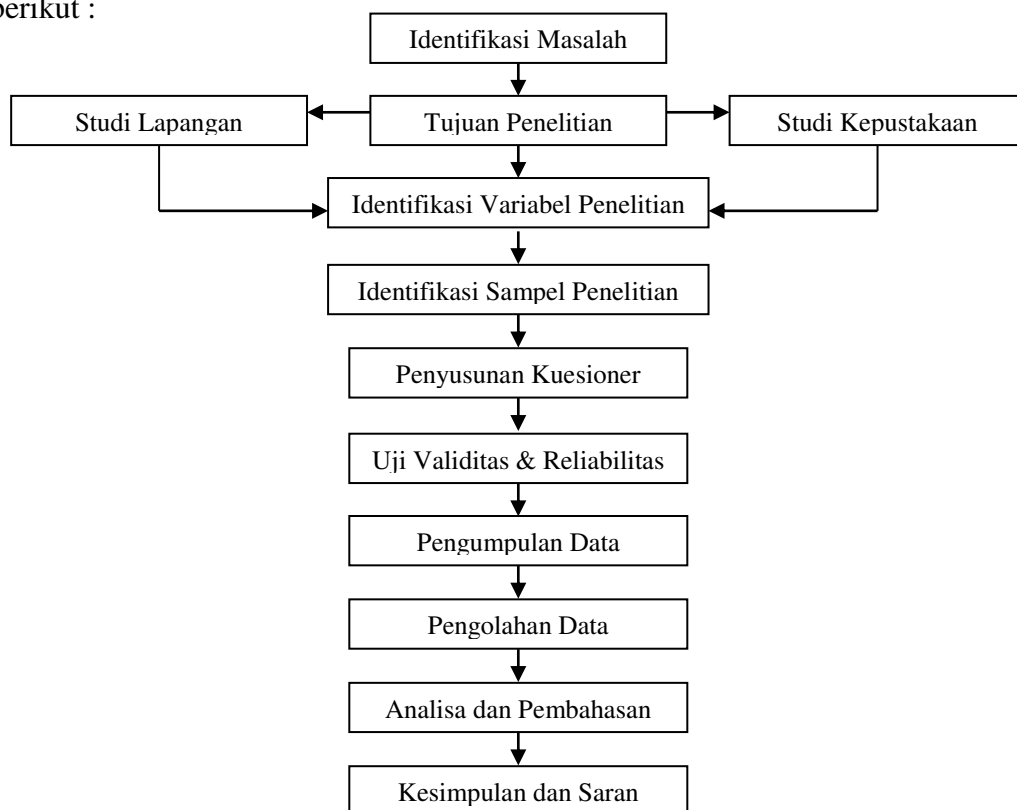 berikut :
Identifikasi Masalah
Studi Lapangan
Tujuan Penelitian
Studi Kepustakaan
Identifikasi Variabel Penelitian
Identifikasi Sampel Penelitian
Penyusunan Kuesioner
Uji Validitas & Reliabilitas
Pengumpulan Data
Pengolahan Data
Analisa dan Pembahasan
Kesimpulan dan Saran